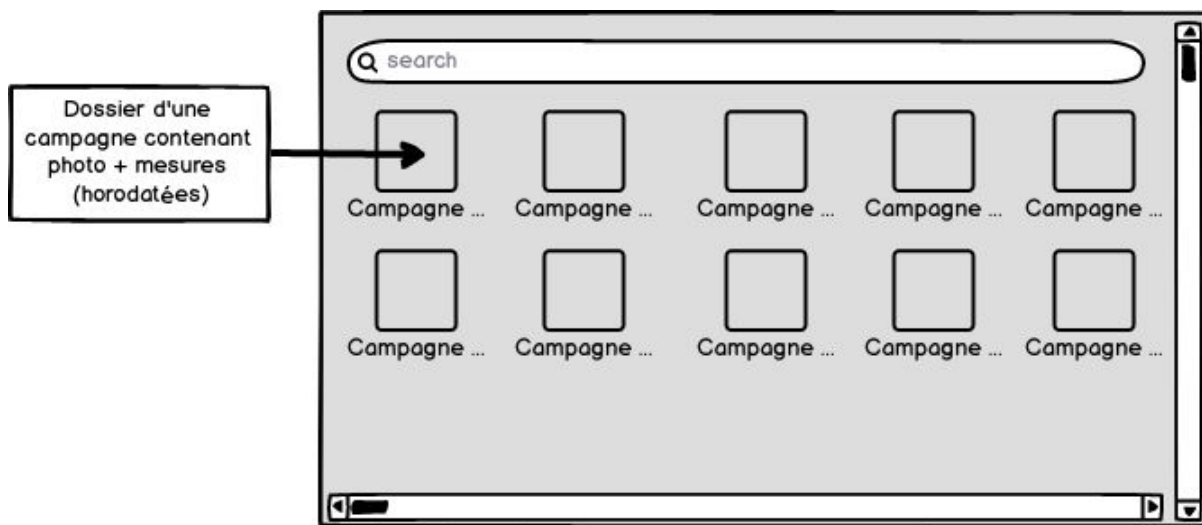 search
Dossier d'une
campagne contenant
photo + mesures
(horodatées)
Campagne ... Campagne ... Campagne ... Campagne ... Campagne ...
Campagne ... Campagne ... Campagne ... Campagne ... Campagne ...